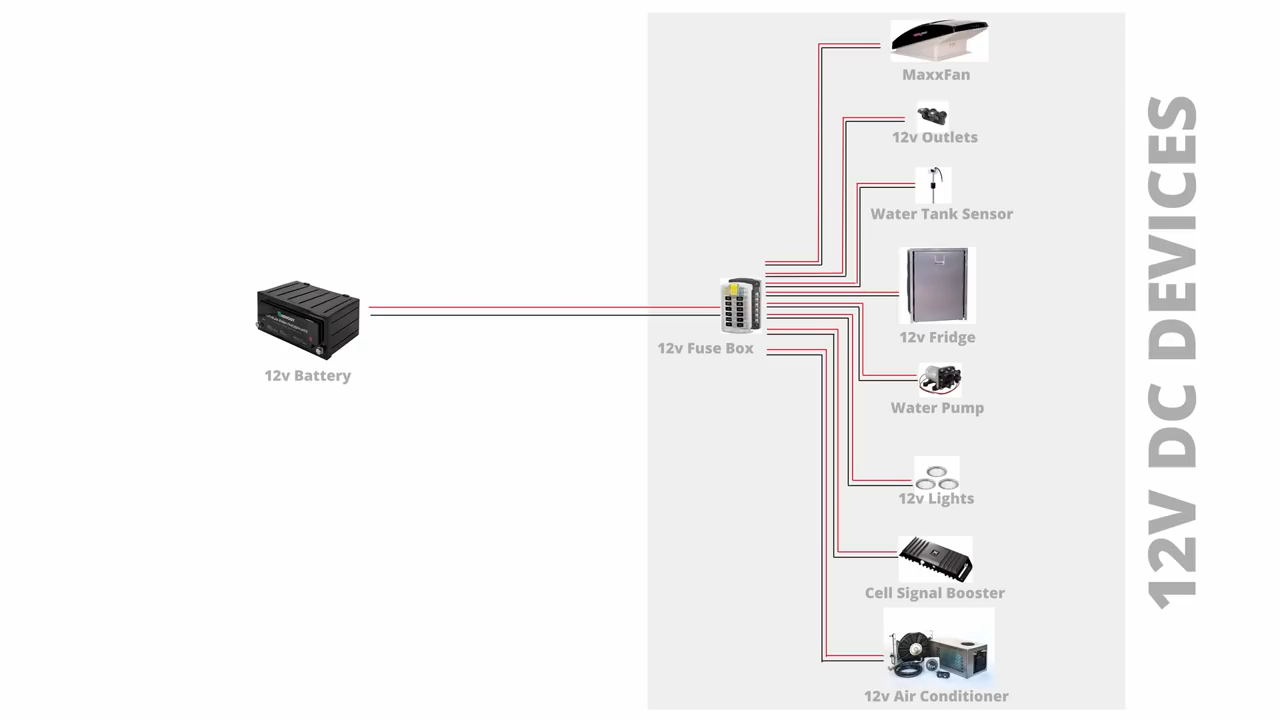 MaxxFan
12v Outlets
Water Tank Sensor
12v Fridge
12v Battery
12v Fuse Box
Water Pump
12v Lights
Cell Signal Booster
12v Air Conditioner
12V DC DEVICES